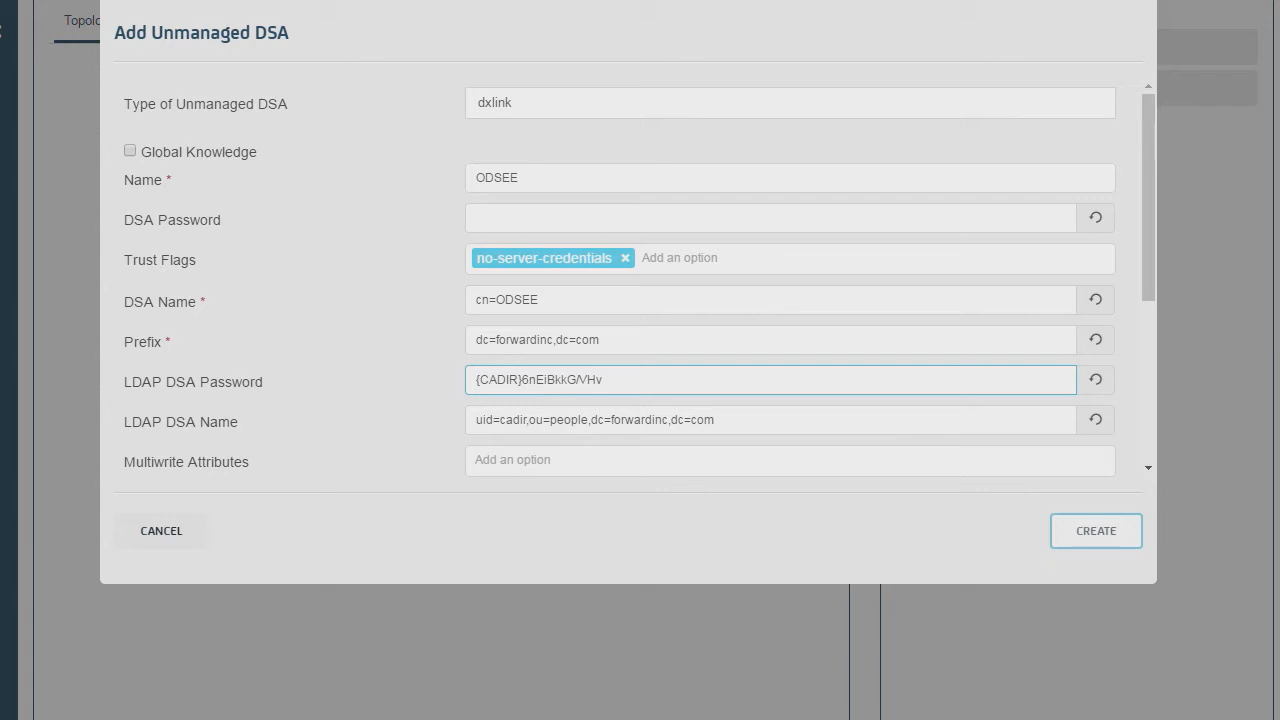 Topolo
Add Unmanaged DSA
Type of Unmanaged DSA dxlink
Global Knowledge
Name * ODSEE
DSA Password
Trust Flags no-server-credentials × Add an option
DSA Name * cn=ODSEE
Prefix * dc=forwardinc,dc=com
LDAP DSA Password {CADIR}6nEiBkkG/VHv
LDAP DSA Name uid=cadir,ou=people,dc=forwardinc,dc=com
Multiwrite Attributes Add an option
CANCEL CREATE